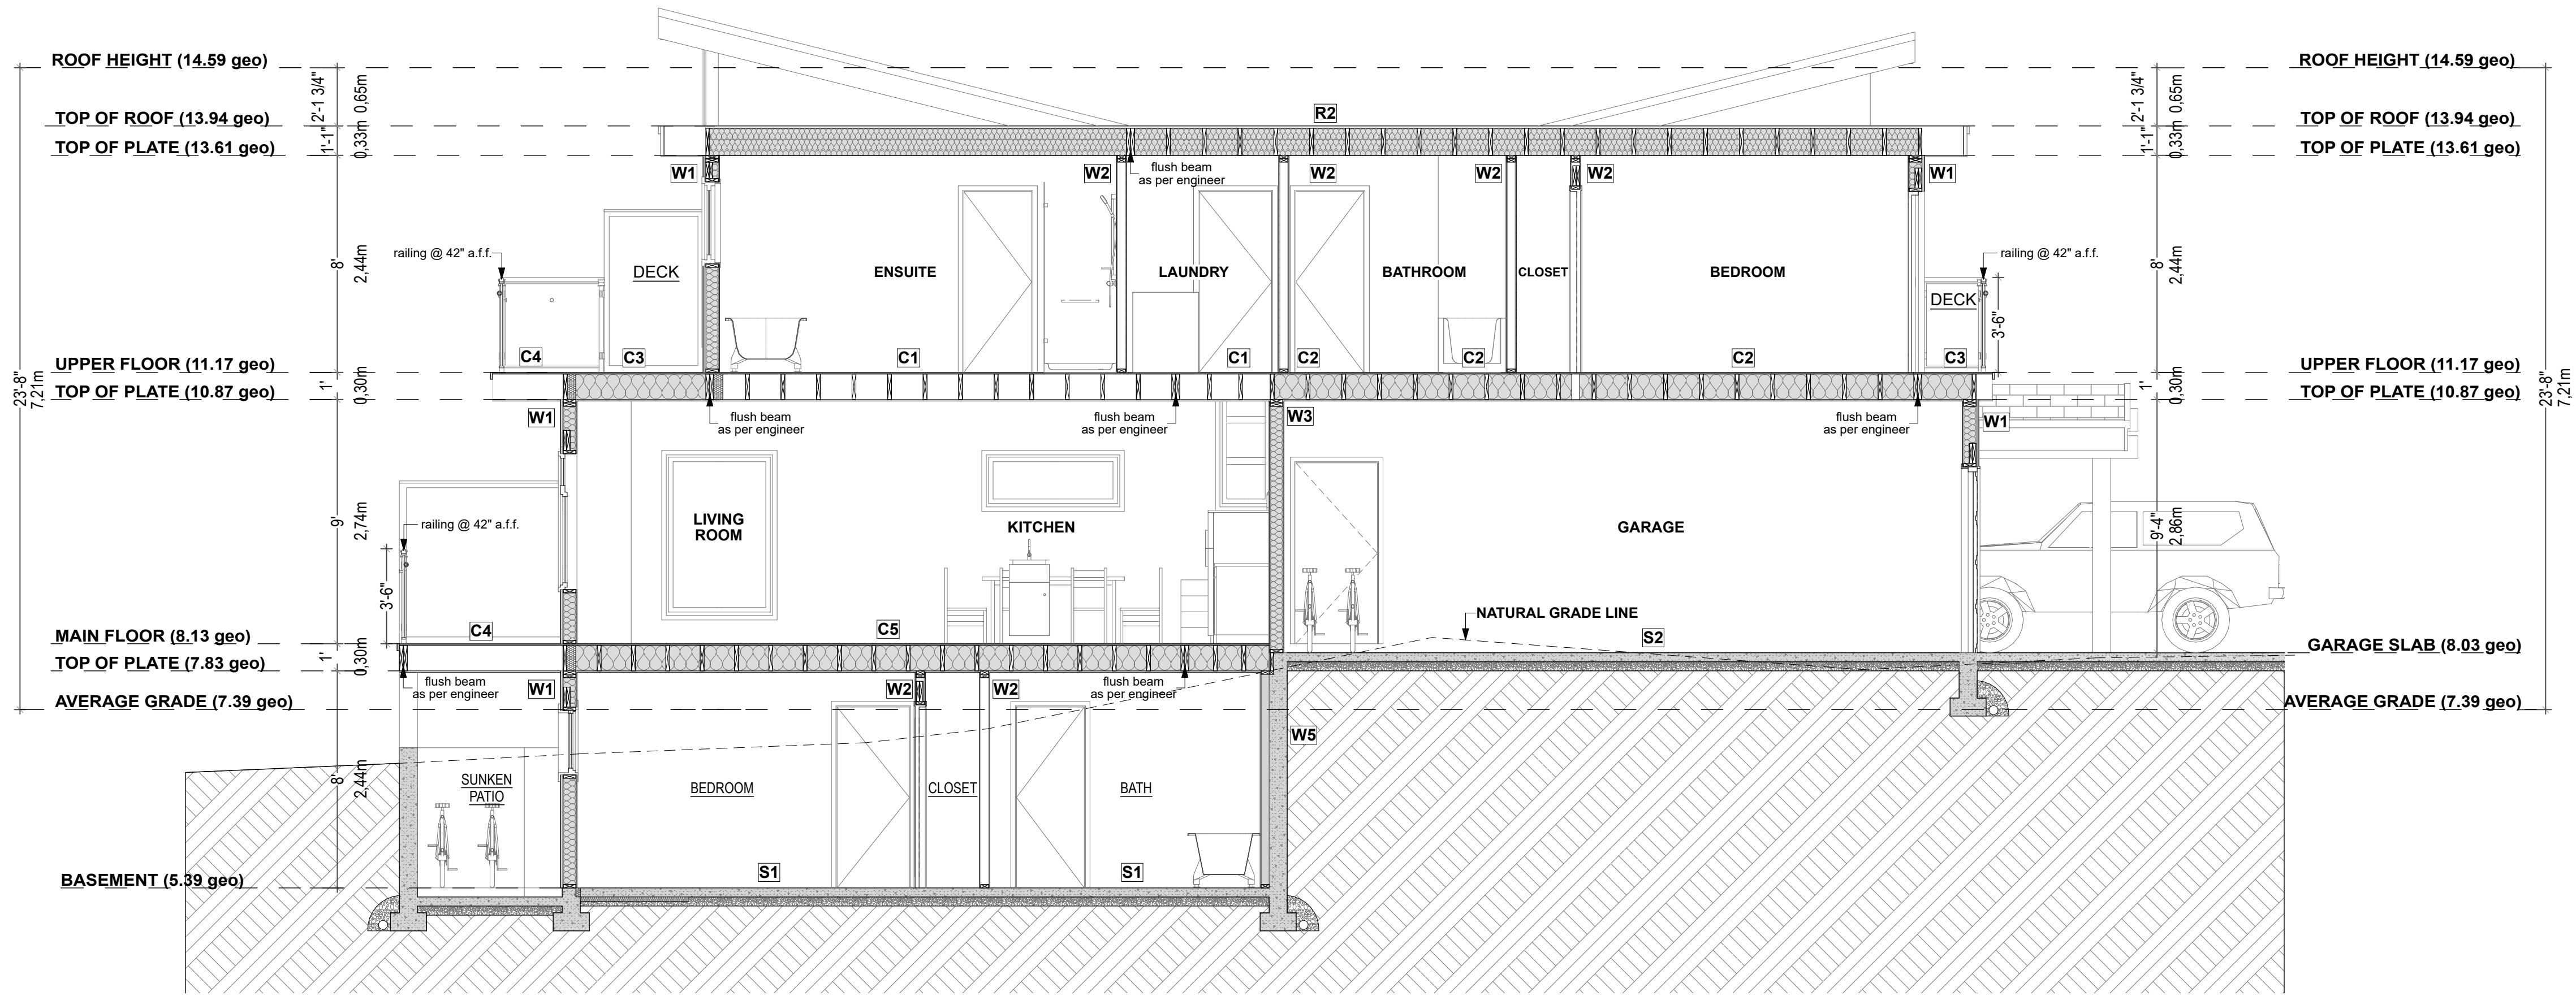 ROOF HEIGHT (14.59 geo)
ROOF HEIGHT (14.59 geo)
2'-1 3/4" 0,65m
2'-1 3/4" 0,65m
TOP OF ROOF (13.94 geo)
R2
TOP OF ROOF (13.94 geo)
1'-1" 0,33m
1'-1" 0,33m
TOP OF PLATE (13.61 geo)
TOP OF PLATE (13.61 geo)
W1
W2
flush beam
as per engineer
W2
W2
W2
W1
railing @ 42" a.f.f.
railing @ 42" a.f.f.
8'
2,44m
DECK
ENSUITE
LAUNDRY
BATHROOM
CLOSET
BEDROOM
DECK
8'
2,44m
3'-6"
C4
C3
C1
C1
C2
C2
C2
C3
UPPER FLOOR (11.17 geo)
UPPER FLOOR (11.17 geo)
1'
0,30m
1'
0,30m
TOP OF PLATE (10.87 geo)
TOP OF PLATE (10.87 geo)
23'-8"
7,21m
23'-8"
7,21m
W1
flush beam
as per engineer
flush beam
as per engineer
W3
flush beam
as per engineer
W1
railing @ 42" a.f.f.
9'
2,74m
LIVING
ROOM
KITCHEN
GARAGE
9'-4"
2,86m
3'-6"
NATURAL GRADE LINE
C4
C5
S2
MAIN FLOOR (8.13 geo)
GARAGE SLAB (8.03 geo)
1'
0,30m
TOP OF PLATE (7.83 geo)
flush beam
as per engineer
W1
W2
W2
flush beam
as per engineer
AVERAGE GRADE (7.39 geo)
AVERAGE GRADE (7.39 geo)
W5
8'
2,44m
SUNKEN
PATIO
BEDROOM
CLOSET
BATH
S1
S1
BASEMENT (5.39 geo)